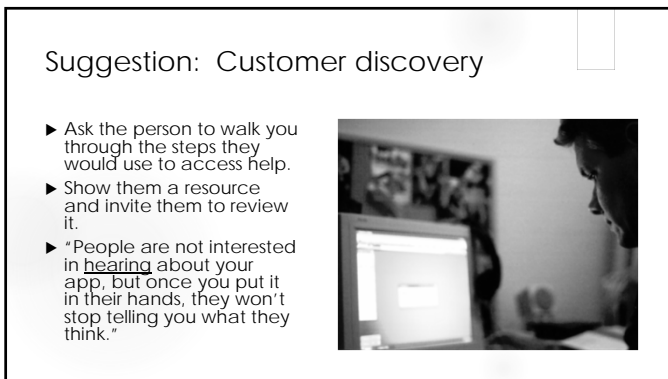 Suggestion: Customer discovery
▶ Ask the person to walk you
through the steps they
would use to access help.
▶ Show them a resource
and invite them to review
it.
▶ “People are not interested
in hearing about your
app, but once you put it
in their hands, they won’t
stop telling you what they
think.”